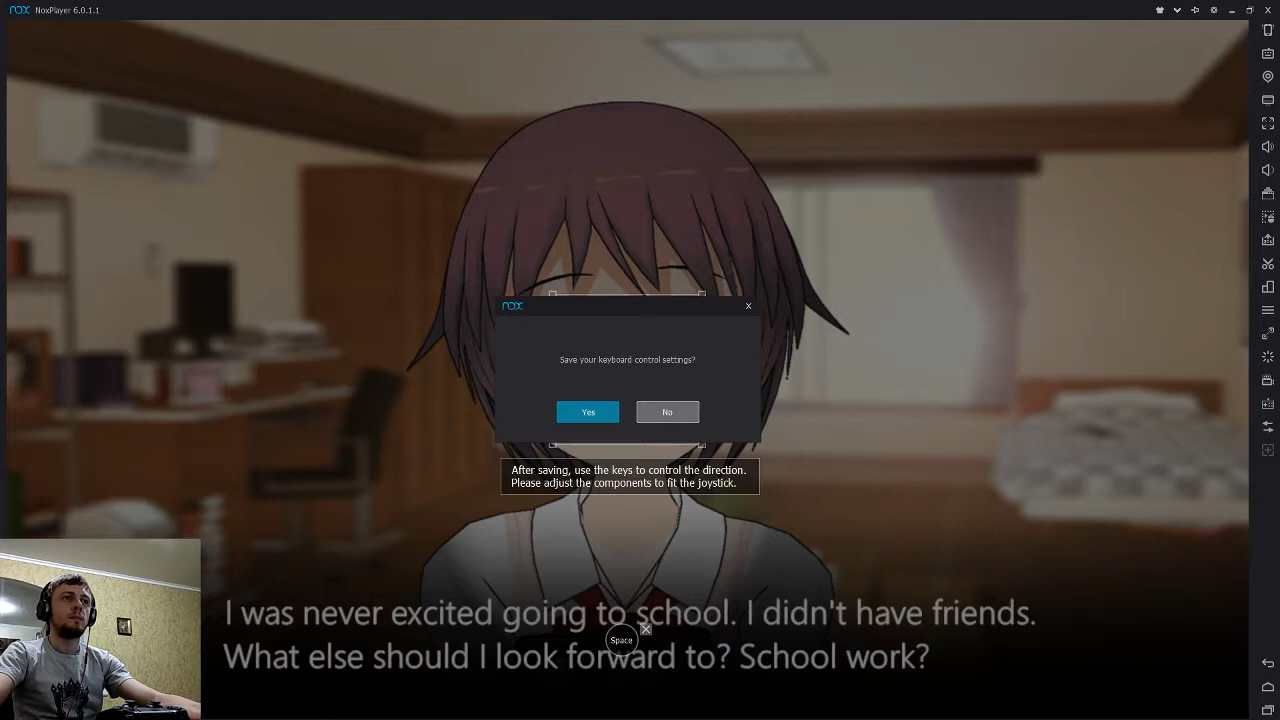 nox NoxPlayer 6.0.1.1
nox
X
Save your keyboard control settings?
Yes No
After saving, use the keys to control the direction.
Please adjust the components to fit the joystick.
I was never excited going to school. I didn't have friends.
Space
What else should I look forward to? School work?